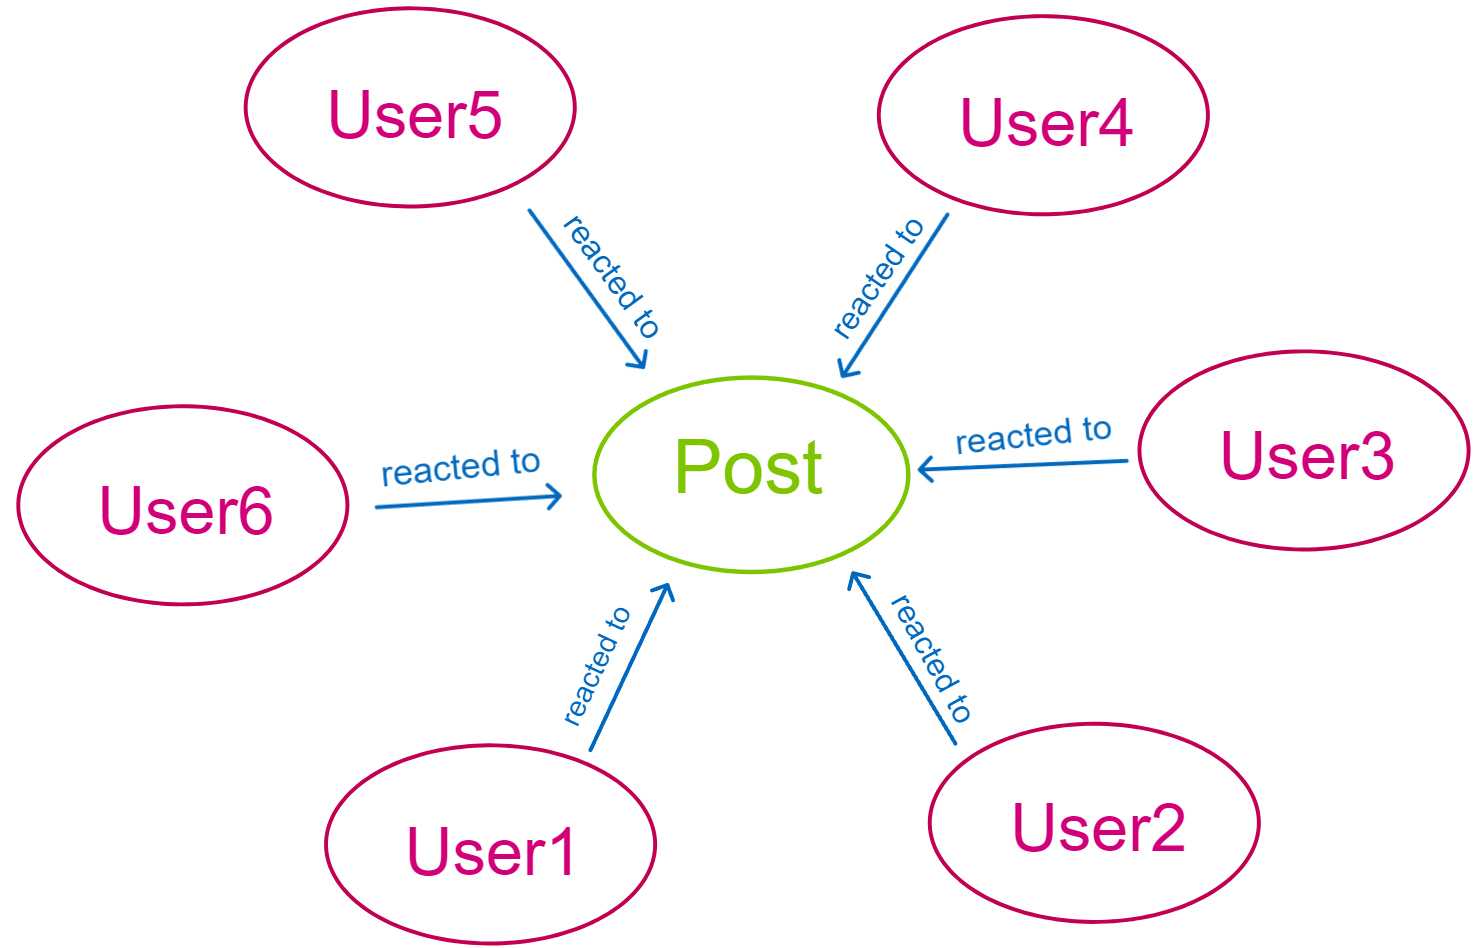 User5
User4
reacted to
reacted to
reacted to
User3
reacted to
Post
User6
reacted to
reacted to
User1
User2